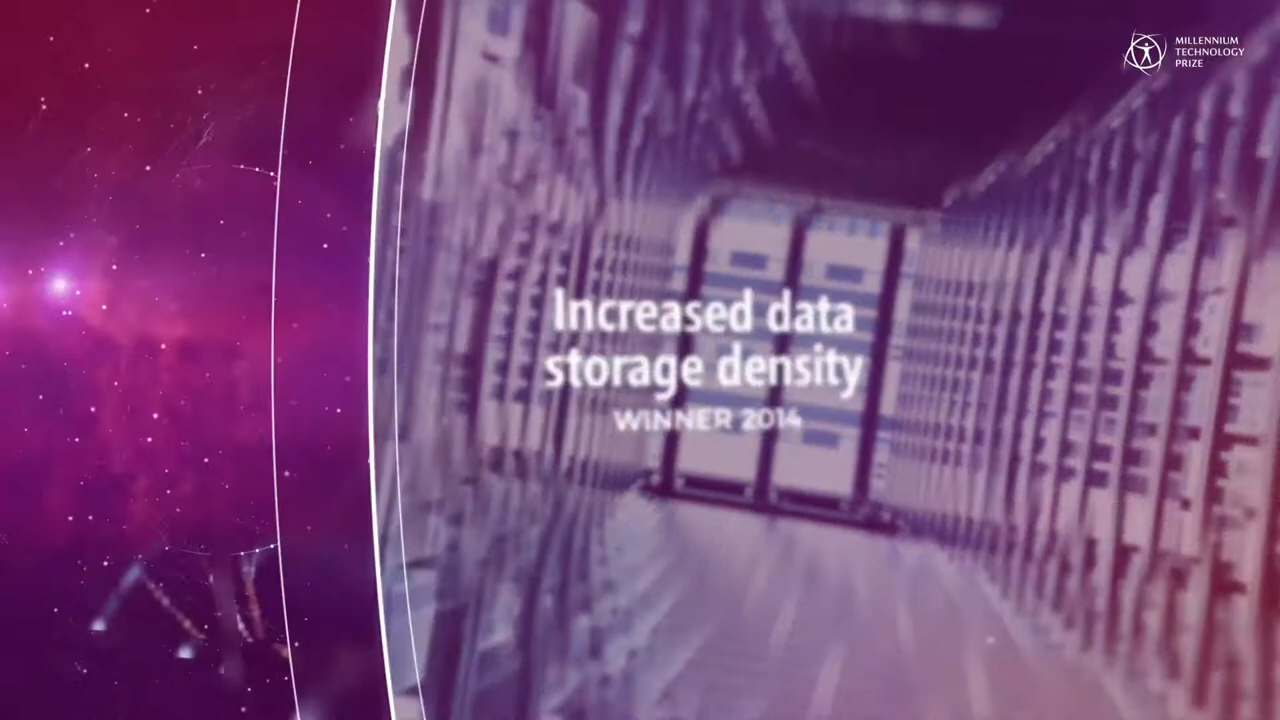 MILLENNIUM
TECHNOLOGY
PRIZE
Increased data
storage density
WINNER 2014